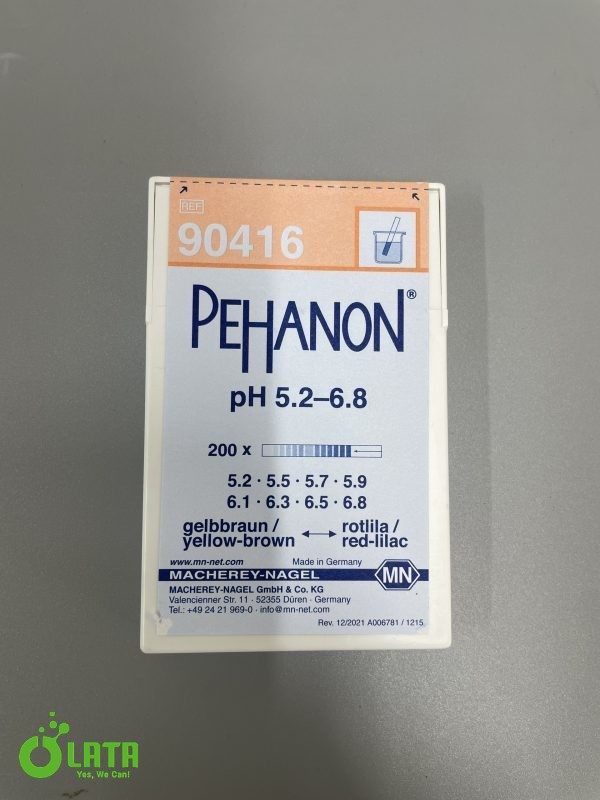 REF
90416
PEHANON®
pH 5.2–6.8
200 x
5.2 · 5.5 · 5.7 · 5.9
6.1 · 6.3 · 6.5 · 6.8
gelbbraun / rotlila /
yellow-brown red-lilac
www.mn-net.com Made in Germany
MACHEREY-NAGEL MN
MACHEREY-NAGEL GmbH & Co. KG
Valencienner Str. 11 · 52355 Düren · Germany
Tel.: +49 24 21 969-0 · info@mn-net.com
Rev. 12/2021 A006781 / 1215
LATA
Yes, We Can!